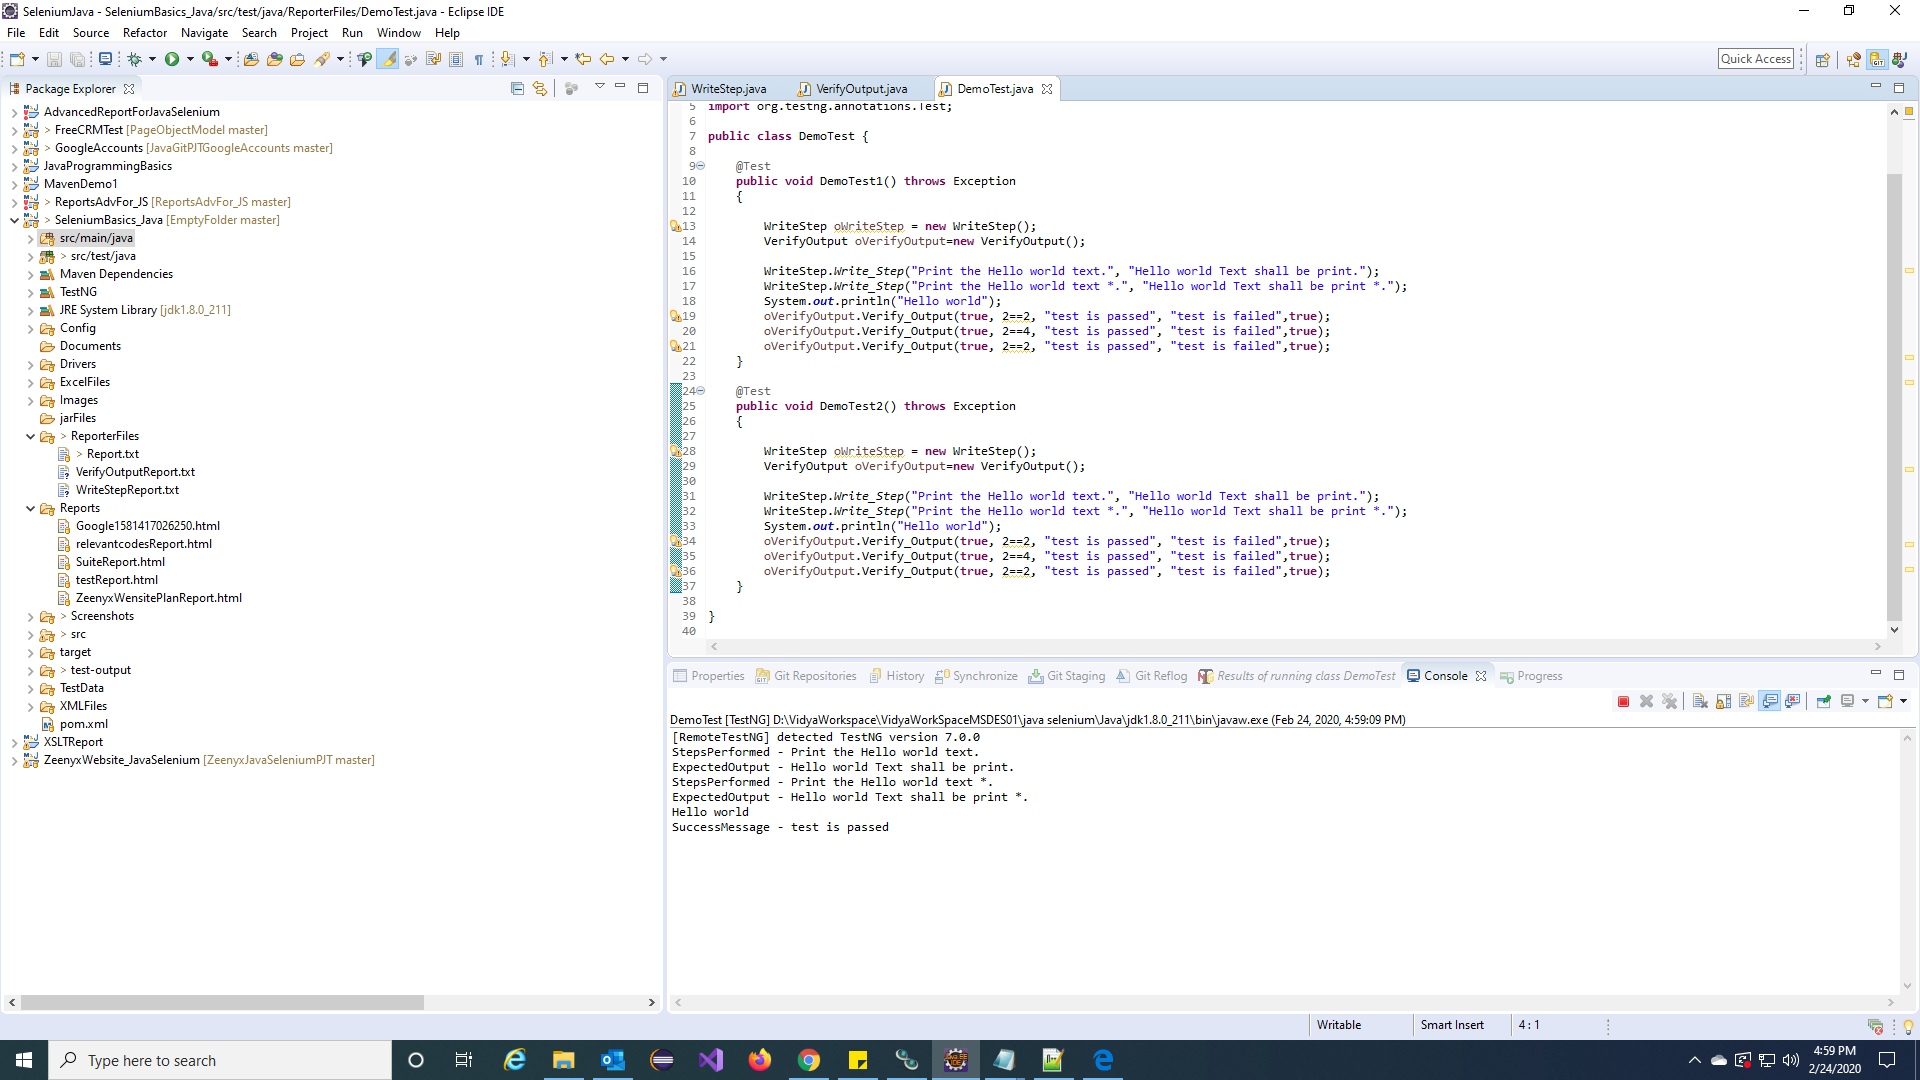 SeleniumJava - SeleniumBasics_Java/src/test/java/ReporterFiles/DemoTest.java - Eclipse IDE
File Edit Source Refactor Navigate Search Project Run Window Help
Quick Access
Package Explorer
AdvancedReportForJavaSelenium
> FreeCRMTest [PageObjectModel master]
> GoogleAccounts [JavaGitPJTGoogleAccounts master]
JavaProgrammingBasics
MavenDemo1
> ReportsAdvFor_JS [ReportsAdvFor_JS master]
> SeleniumBasics_Java [EmptyFolder master]
src/main/java
> src/test/java
Maven Dependencies
TestNG
JRE System Library [jdk1.8.0_211]
Config
Documents
Drivers
ExcelFiles
Images
jarFiles
> ReporterFiles
> Report.txt
VerifyOutputReport.txt
WriteStepReport.txt
Reports
Google1581417026250.html
relevantcodesReport.html
SuiteReport.html
testReport.html
ZeenyxWensitePlanReport.html
> Screenshots
> src
target
> test-output
TestData
XMLFiles
pom.xml
XSLTReport
ZeenyxWebsite_JavaSelenium [ZeenyxJavaSeleniumPJT master]
WriteStep.java VerifyOutput.java DemoTest.java
5 import org.testng.annotations.Test;
6
7 public class DemoTest {
8
9 @Test
10 public void DemoTest1() throws Exception
11 {
12
13 WriteStep oWriteStep = new WriteStep();
14 VerifyOutput oVerifyOutput=new VerifyOutput();
15
16 WriteStep.Write_Step("Print the Hello world text.", "Hello world Text shall be print.");
17 WriteStep.Write_Step("Print the Hello world text *.", "Hello world Text shall be print *.");
18 System.out.println("Hello world");
19 oVerifyOutput.Verify_Output(true, 2==2, "test is passed", "test is failed",true);
20 oVerifyOutput.Verify_Output(true, 2==4, "test is passed", "test is failed",true);
21 oVerifyOutput.Verify_Output(true, 2==2, "test is passed", "test is failed",true);
22 }
23
24 @Test
25 public void DemoTest2() throws Exception
26 {
27
28 WriteStep oWriteStep = new WriteStep();
29 VerifyOutput oVerifyOutput=new VerifyOutput();
30
31 WriteStep.Write_Step("Print the Hello world text.", "Hello world Text shall be print.");
32 WriteStep.Write_Step("Print the Hello world text *.", "Hello world Text shall be print *.");
33 System.out.println("Hello world");
34 oVerifyOutput.Verify_Output(true, 2==2, "test is passed", "test is failed",true);
35 oVerifyOutput.Verify_Output(true, 2==4, "test is passed", "test is failed",true);
36 oVerifyOutput.Verify_Output(true, 2==2, "test is passed", "test is failed",true);
37 }
38
39 }
40
Properties Git Repositories History Synchronize Git Staging Git Reflog Results of running class DemoTest Console Progress
DemoTest [TestNG] D:\VidyaWorkspace\VidyaWorkSpaceMSDES01\java selenium\Java\jdk1.8.0_211\bin\javaw.exe (Feb 24, 2020, 4:59:09 PM)
[RemoteTestNG] detected TestNG version 7.0.0
StepsPerformed - Print the Hello world text.
ExpectedOutput - Hello world Text shall be print.
StepsPerformed - Print the Hello world text *.
ExpectedOutput - Hello world Text shall be print *.
Hello world
SuccessMessage - test is passed
Writable Smart Insert 4 : 1
Type here to search
4:59 PM
2/24/2020